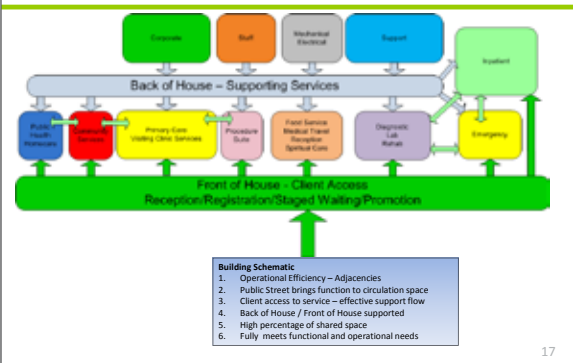 Corporate
Staff
Mechanical
Electrical
Support
Inpatient
Back of House – Supporting Services
Public
Health
Homecare
Community
Services
Primary Care
Visiting Clinic Services
Procedure
Suite
Food Service
Medical Travel
Reception
Spiritual Care
Diagnostic
Lab
Rehab
Emergency
Front of House - Client Access
Reception/Registration/Staged Waiting/Promotion
Building Schematic
1. Operational Efficiency – Adjacencies
2. Public Street brings function to circulation space
3. Client access to service – effective support flow
4. Back of House / Front of House supported
5. High percentage of shared space
6. Fully meets functional and operational needs
17